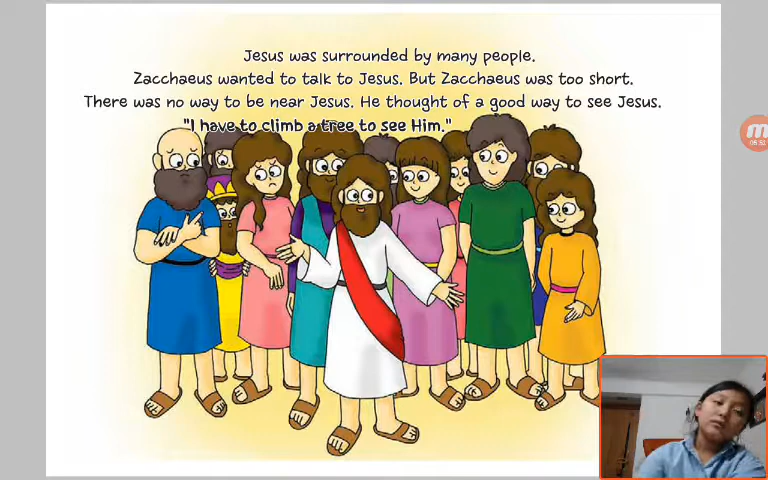 Jesus was surrounded by many people.
Zacchaeus wanted to talk to Jesus. But Zacchaeus was too short.
There was no way to be near Jesus. He thought of a good way to see Jesus.
"I have to climb a tree to see Him."